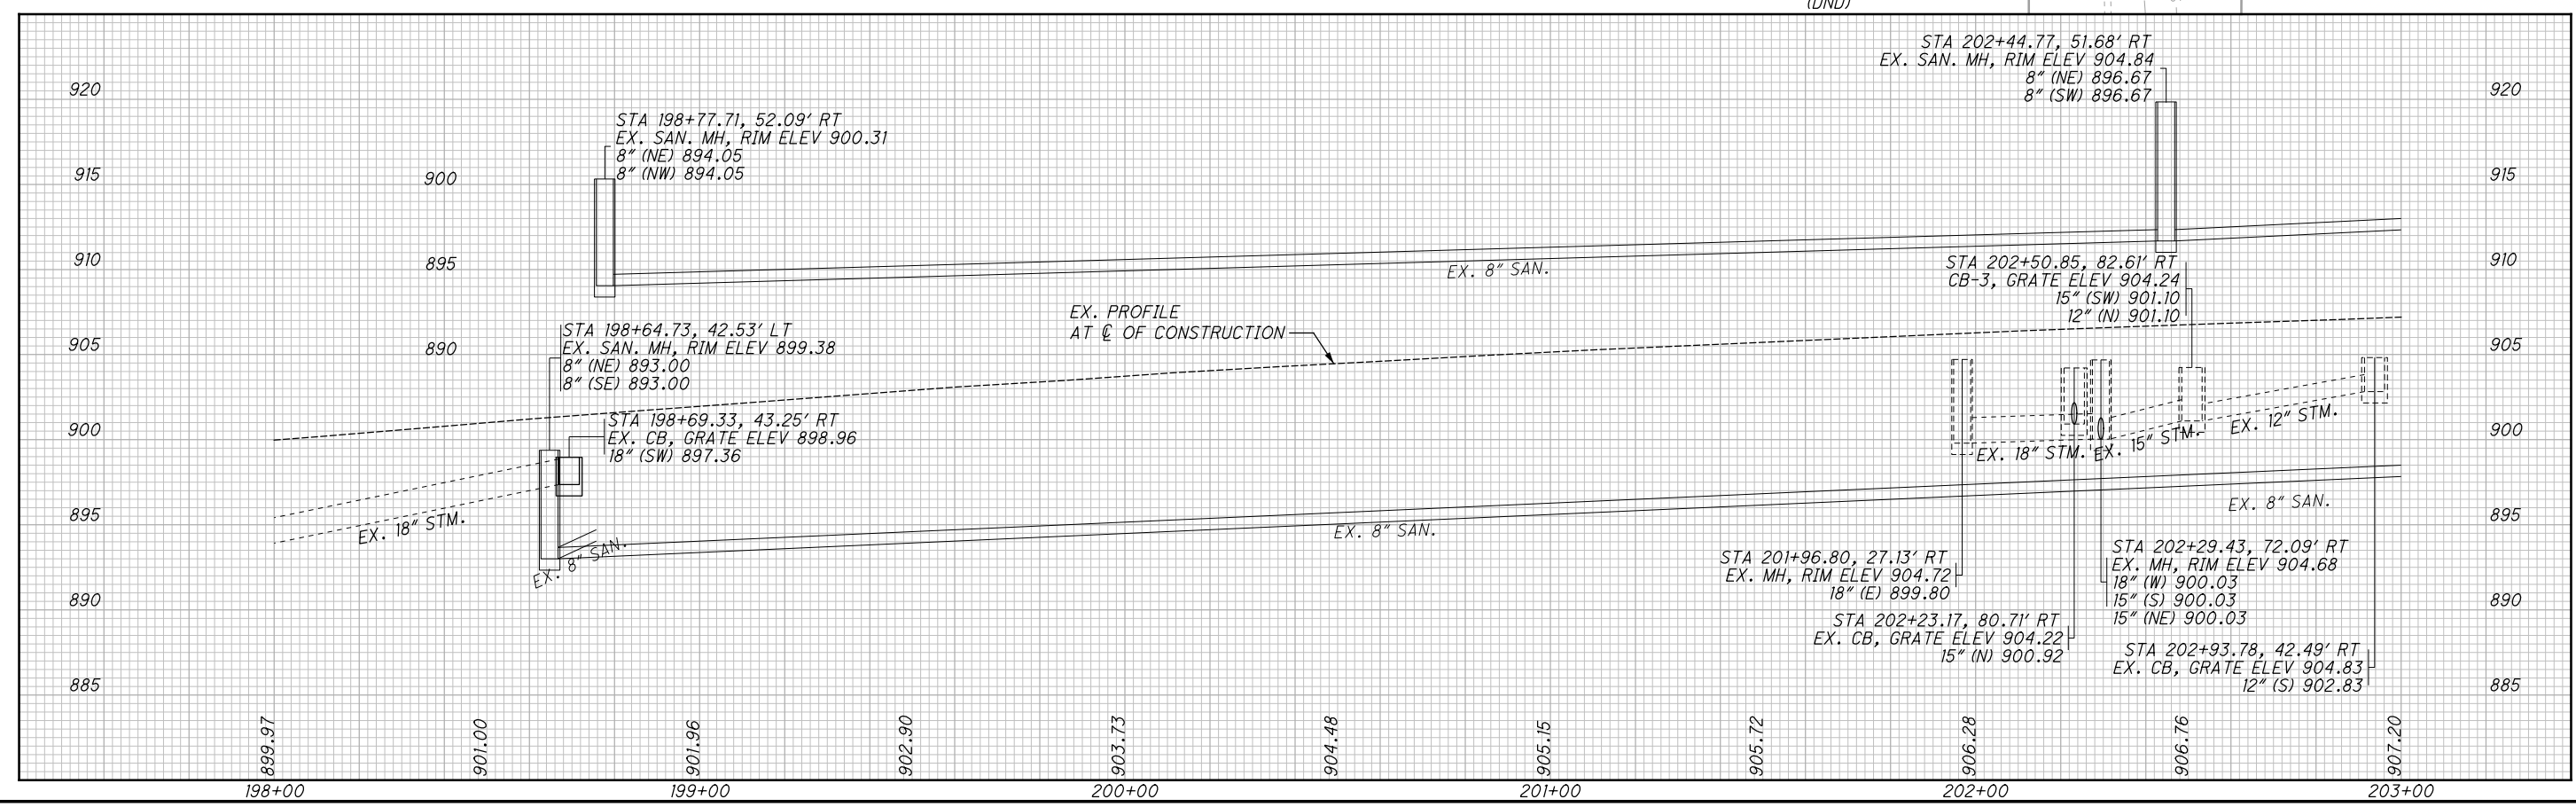 (DND)
920
915
910
905
900
895
890
885
900
895
890
STA 198+77.71, 52.09' RT
EX. SAN. MH, RIM ELEV 900.31
8" (NE) 894.05
8" (NW) 894.05
STA 198+64.73, 42.53' LT
EX. SAN. MH, RIM ELEV 899.38
8" (NE) 893.00
8" (SE) 893.00
STA 198+69.33, 43.25' RT
EX. CB, GRATE ELEV 898.96
18" (SW) 897.36
EX. 18" STM.
EX. 8" SAN.
EX. PROFILE
AT ℄ OF CONSTRUCTION
EX. 8" SAN.
EX. 8" SAN.
STA 202+44.77, 51.68' RT
EX. SAN. MH, RIM ELEV 904.84
8" (NE) 896.67
8" (SW) 896.67
STA 202+50.85, 82.61' RT
CB-3, GRATE ELEV 904.24
15" (SW) 901.10
12" (N) 901.10
EX. 18" STM.
EX. 15" STM.
EX. 12" STM.
EX. 8" SAN.
STA 201+96.80, 27.13' RT
EX. MH, RIM ELEV 904.72
18" (E) 899.80
STA 202+23.17, 80.71' RT
EX. CB, GRATE ELEV 904.22
15" (N) 900.92
STA 202+29.43, 72.09' RT
EX. MH, RIM ELEV 904.68
18" (W) 900.03
15" (S) 900.03
15" (NE) 900.03
STA 202+93.78, 42.49' RT
EX. CB, GRATE ELEV 904.83
12" (S) 902.83
920
915
910
905
900
895
890
885
899.97
901.00
901.96
902.90
903.73
904.48
905.15
905.72
906.28
906.76
907.20
198+00
199+00
200+00
201+00
202+00
203+00